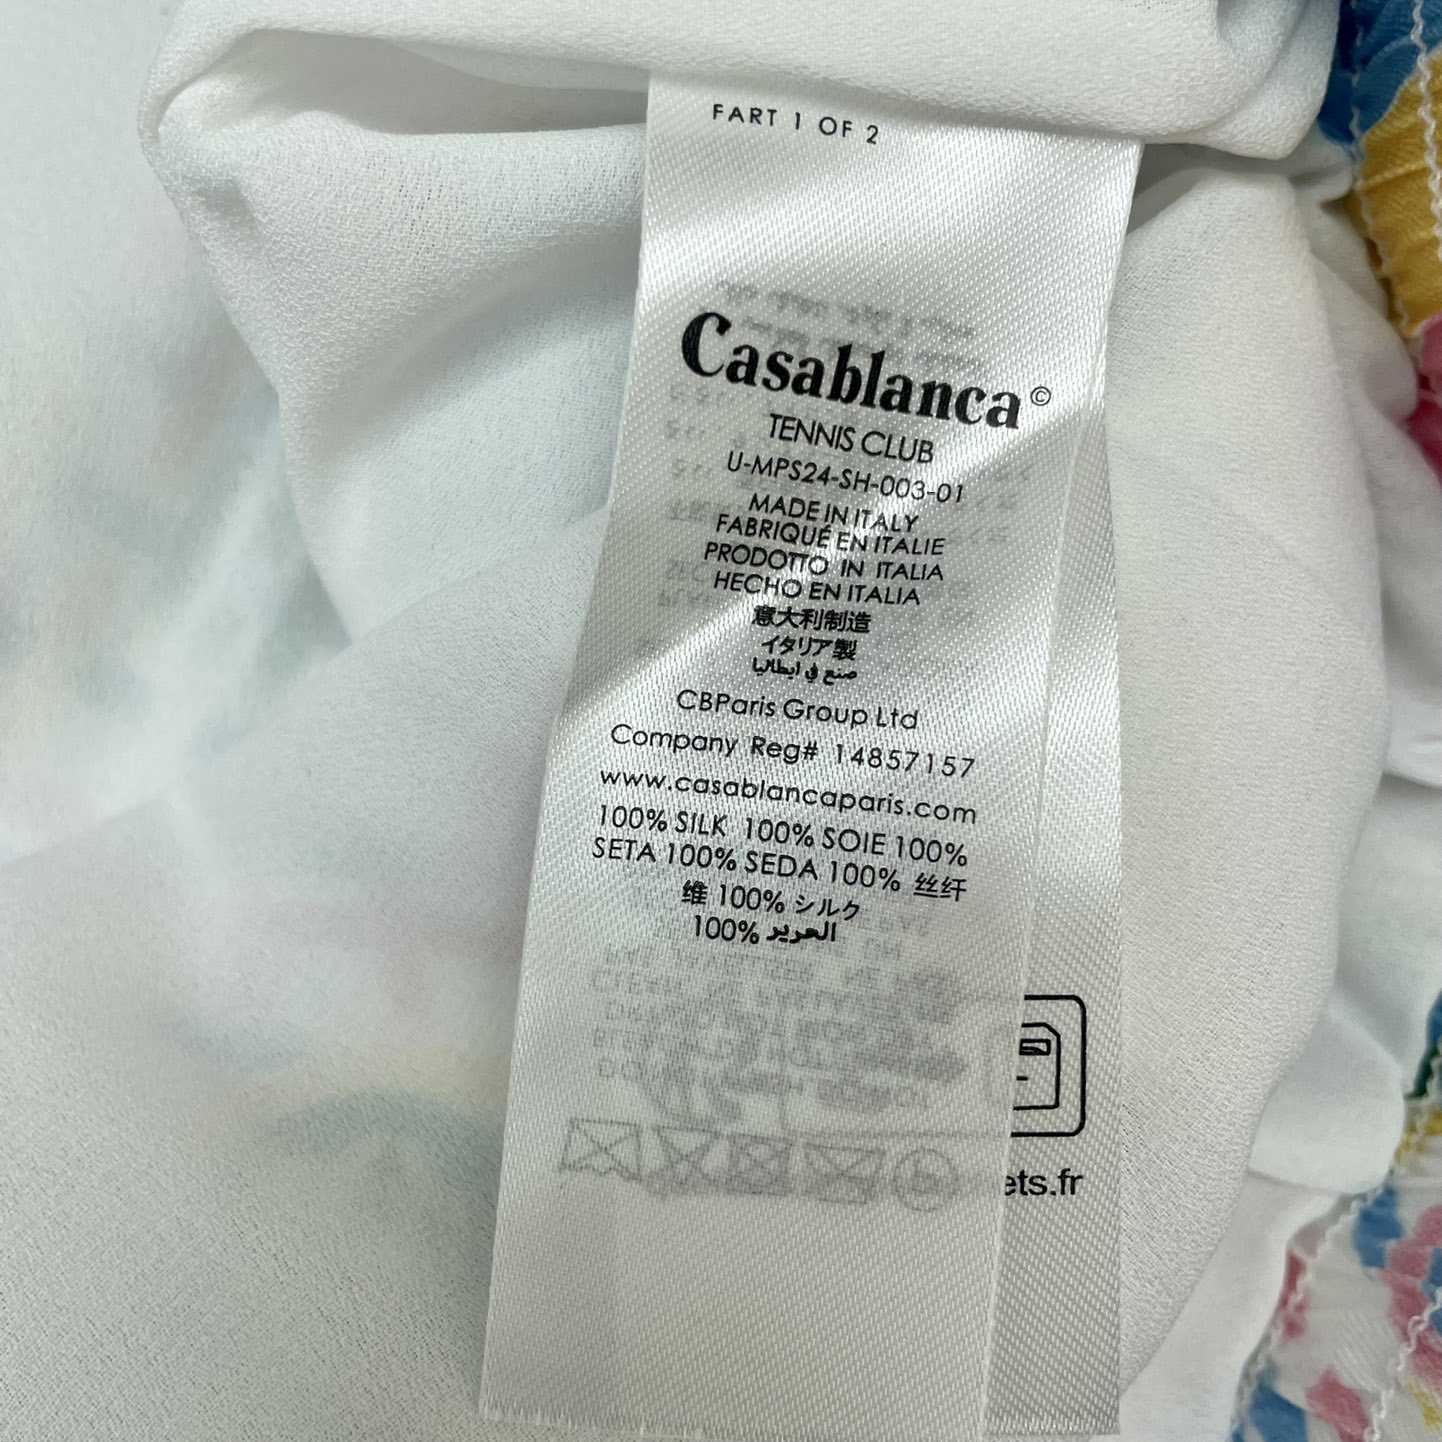 FART 1 OF 2
Casablanca©
TENNIS CLUB
U-MPS24-SH-003-01
MADE IN ITALY
FABRIQUÉ EN ITALIE
PRODOTTO IN ITALIA
HECHO EN ITALIA
意大利制造
イタリア製
صنع في ايطاليا
CBParis Group Ltd
Company Reg# 14857157
www.casablancaparis.com
100% SILK 100% SOIE 100%
SETA 100% SEDA 100% 丝纤
维 100% シルク
100% الحرير
ets.fr